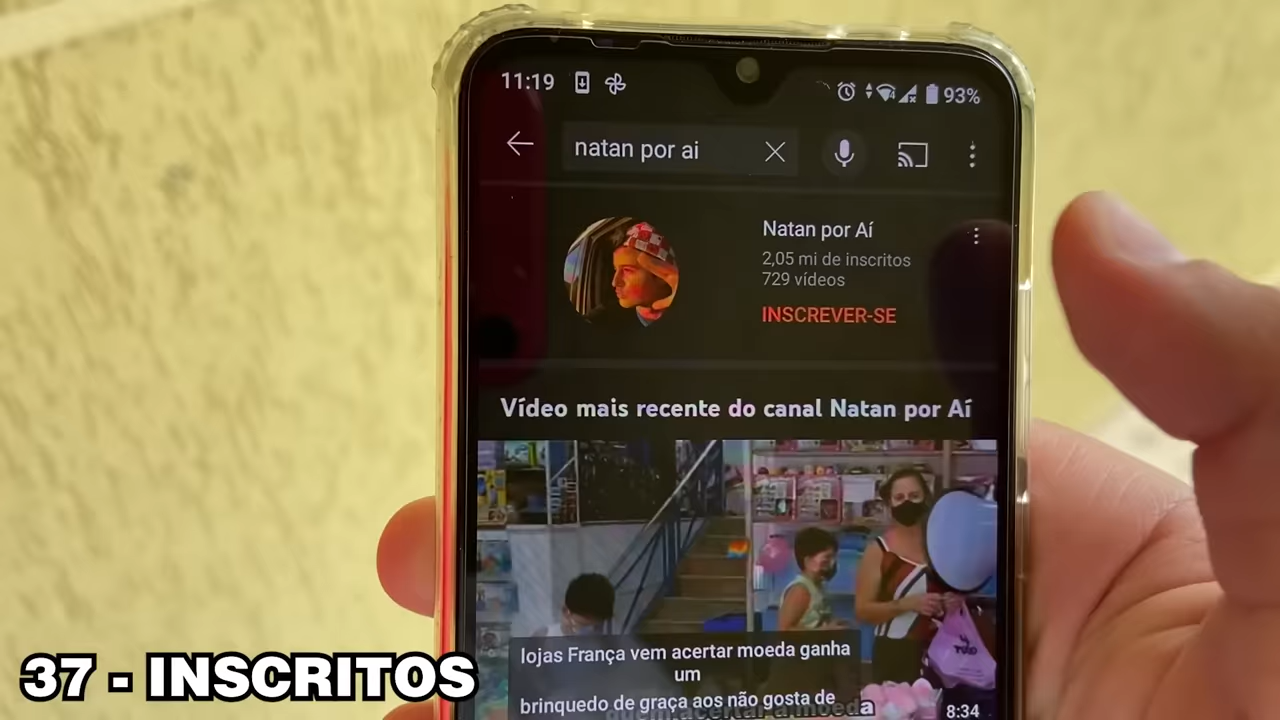 11:19
93%
natan por ai
Natan por Aí
2,05 mi de inscritos
729 vídeos
INSCREVER-SE
Vídeo mais recente do canal Natan por Aí
lojas França vem acertar moeda ganha
um
brinquedo de graça aos não gosta de
8:34
37 - INSCRITOS